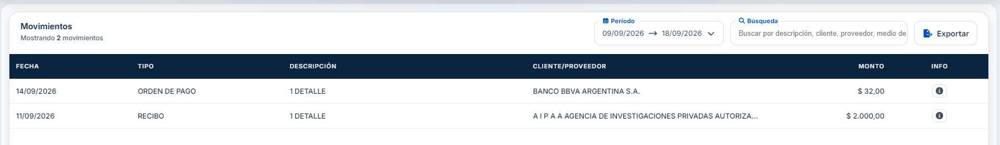 Movimientos
Mostrando 2 movimientos
Período
09/09/2026 → 18/09/2026
Búsqueda
Buscar por descripción, cliente, proveedor, medio de
Exportar
FECHA TIPO DESCRIPCIÓN CLIENTE/PROVEEDOR MONTO INFO
14/09/2026 ORDEN DE PAGO 1 DETALLE BANCO BBVA ARGENTINA S.A. $ 32,00
11/09/2026 RECIBO 1 DETALLE A I P A A AGENCIA DE INVESTIGACIONES PRIVADAS AUTORIZA... $ 2.000,00